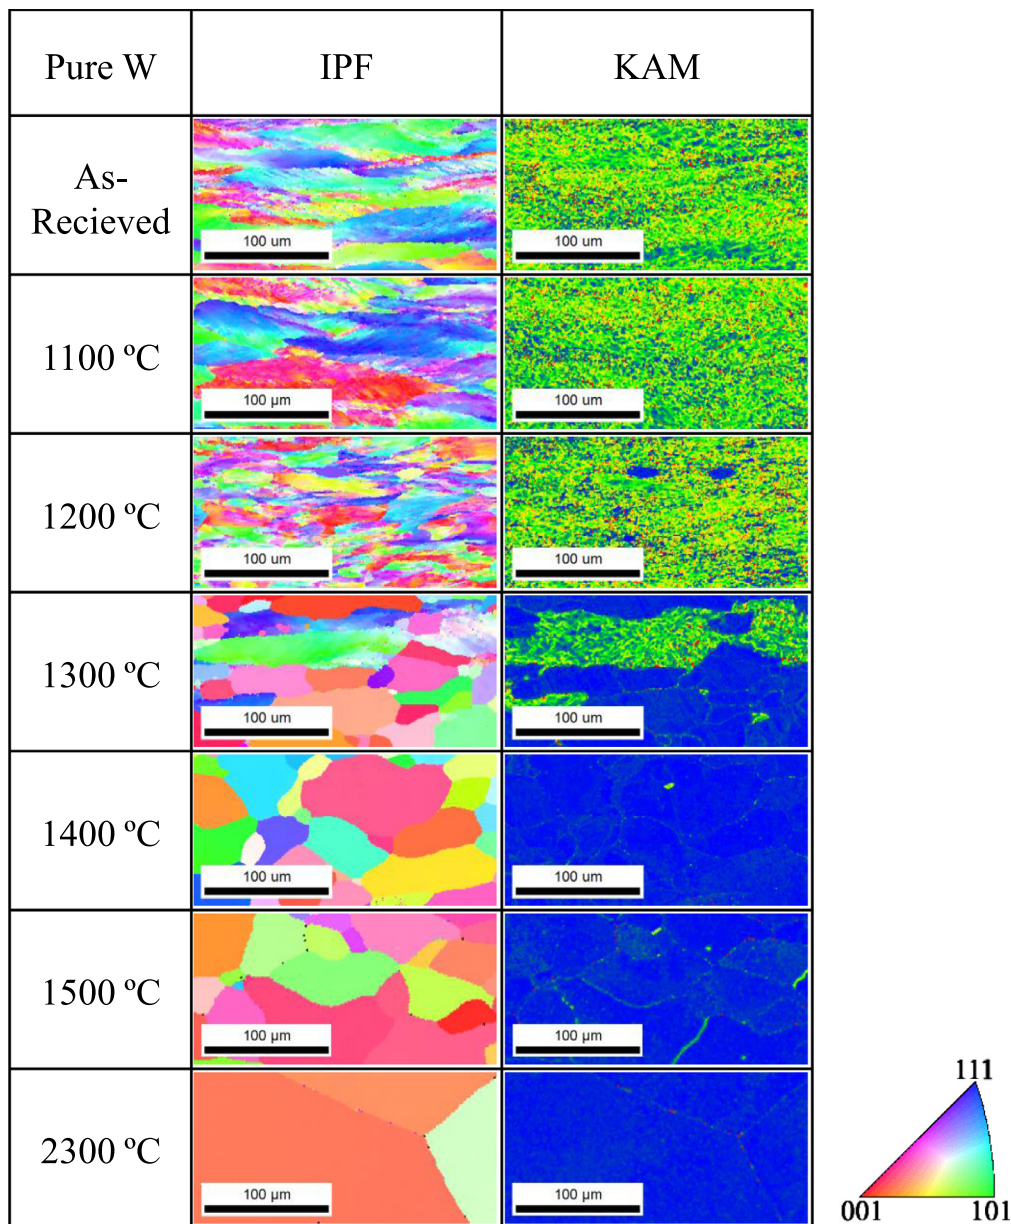 Pure W IPF KAM
As-
Recieved
100 um 100 um
1100 ºC
100 µm 100 um
1200 ºC
100 um 100 um
1300 ºC
100 um 100 um
1400 ºC
100 um 100 um
1500 ºC
100 µm 100 µm
2300 ºC
100 µm 100 µm
111
001 101